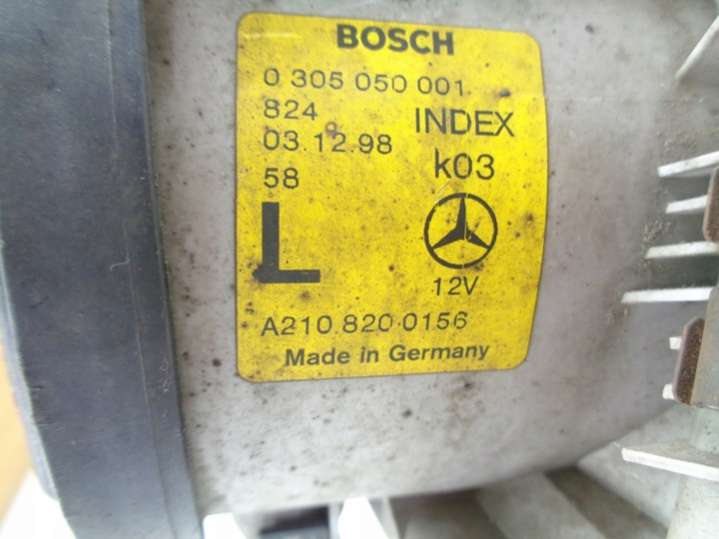 BOSCH
0 305 050 001
824 INDEX
03.12.98
58 k03
L
12V
A210.820.0156
Made in Germany